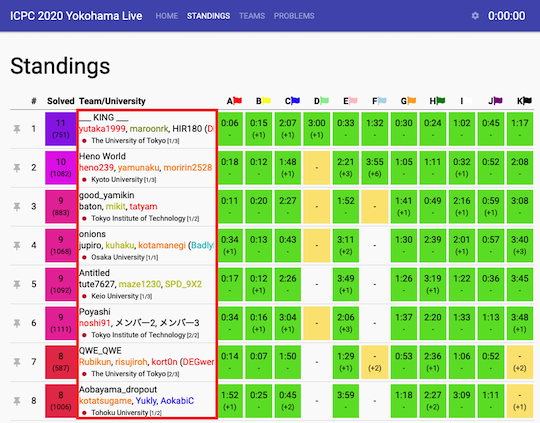 ICPC 2020 Yokohama Live HOME STANDINGS TEAMS PROBLEMS 0:00:00
Standings
# Solved Team/University A B C D E F G H I J K
___ KING ___
1 11 yutaka1999, maroonrk, HIR180 (D 0:06 0:15 2:07 3:00 0:33 1:32 0:30 0:24 1:02 0:45 1:17
(751) - (+1) (+1) - - - - - - - -
The University of Tokyo [1/3]
Heno World
2 10 heno239, yamunaku, moririn2528 0:18 0:12 1:48 - 2:21 3:55 1:05 1:11 0:32 0:52 2:08
(1082) - - (+1) (+3) (+6) - - (+1) - -
Kyoto University [1/3]
good_yamikin
3 9 baton, mikit, tatyam 0:11 0:20 2:27 - 1:52 - 1:41 0:49 2:16 0:59 3:08
(883) - - - - (+1) - (+1) (+1) -
Tokyo Institute of Technology [1/2]
onions
4 9 jupiro, kuhaku, kotamanegi (Badly 0:34 0:13 0:43 - 3:11 - 1:30 2:39 2:01 0:57 3:40
(1068) (+1) - - (+2) - - (+1) - (+3)
Osaka University [1/1]
Antitled
5 9 tute7627, maze1230, SPD_9X2 0:17 0:12 2:26 - 3:49 - 1:26 3:19 1:22 0:36 3:45
(1092) - (+1) - (+1) - (+1) (+1) - -
Keio University [1/1]
Poyashi
6 9 noshi91, メンバー2, メンバー3 0:34 0:16 3:04 2:06 - - 1:37 2:20 1:33 1:13 3:48
(1111) - (+1) (+1) (+3) - - - - (+1)
Tokyo Institute of Technology [2/2]
QWE_QWE
7 8 Rubikun, risujiroh, kort0n (DEGwer 0:14 0:07 1:50 - 1:29 - 0:53 2:36 1:06 0:52 -
(587) - - - (+1) (+2) - (+1) - - (+2)
The University of Tokyo [2/3]
Aobayama_dropout
8 8 kotatsugame, Yukly, AokabiC 1:52 0:25 0:45 - 3:59 - 1:18 2:27 3:09 1:11 -
(1006) (+1) - (+2) - - (+2) - - (+1)
Tohoku University [1/2]